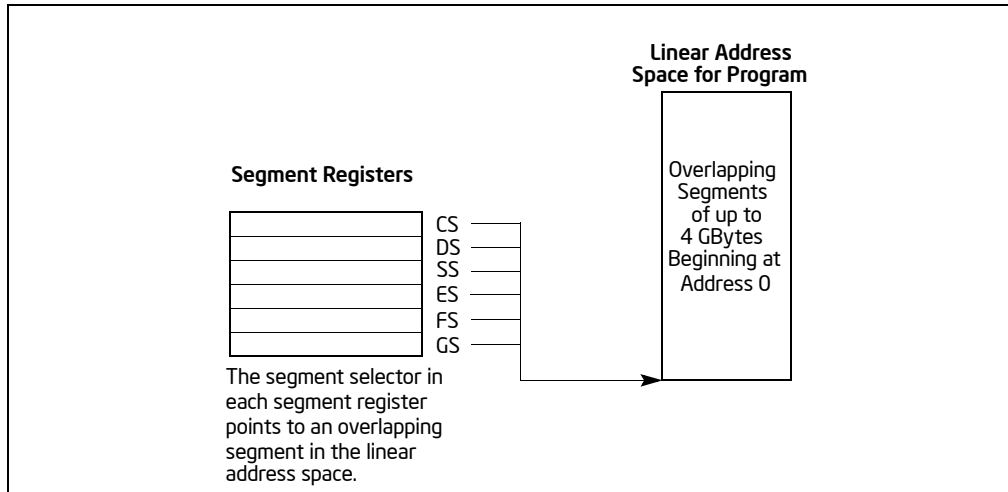 Linear Address
Space for Program
Overlapping
Segments
of up to
4 GBytes
Beginning at
Address 0
Segment Registers
CS
DS
SS
ES
FS
GS
The segment selector in
each segment register
points to an overlapping
segment in the linear
address space.